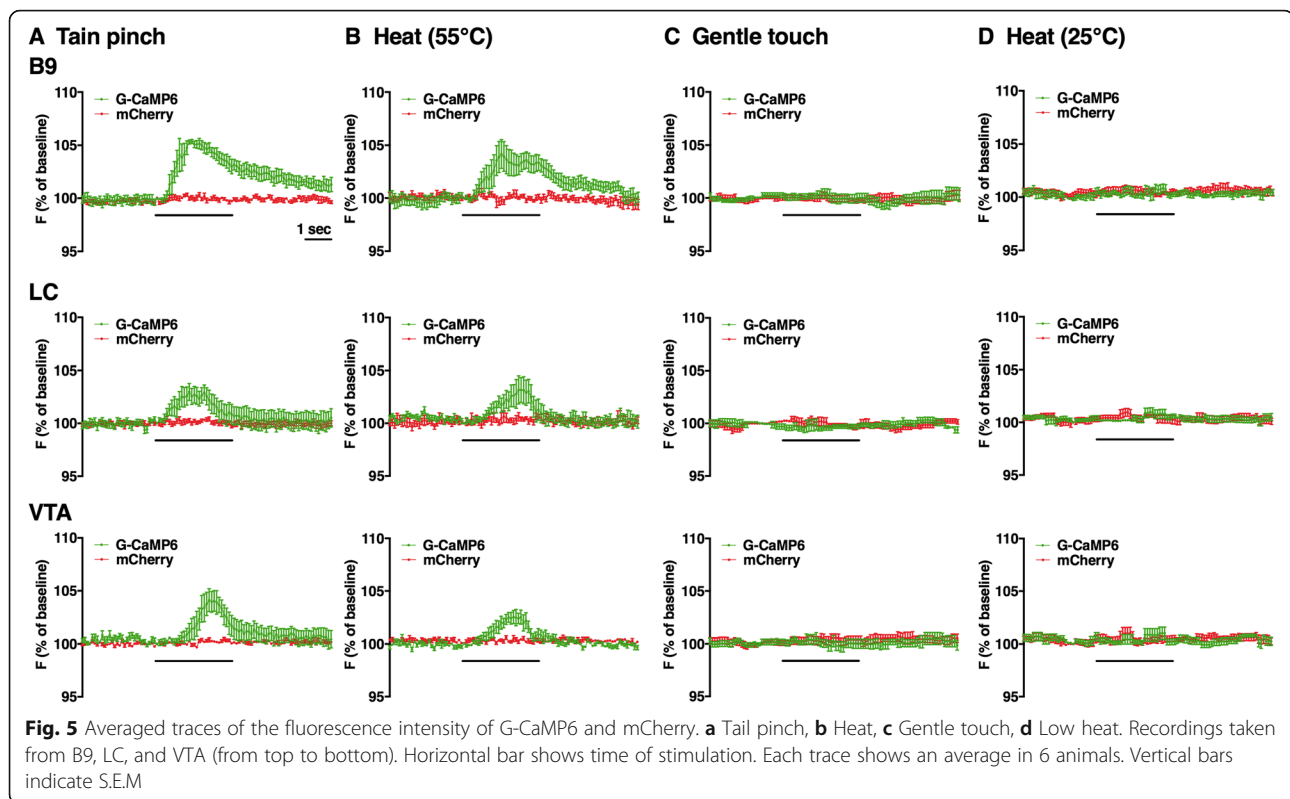 A Tain pinch
B Heat (55°C)
C Gentle touch
D Heat (25°C)
B9
F (% of baseline)
110
105
100
95
G-CaMP6
mCherry
1 sec
F (% of baseline)
110
105
100
95
G-CaMP6
mCherry
F (% of baseline)
110
105
100
95
G-CaMP6
mCherry
F (% of baseline)
110
105
100
95
G-CaMP6
mCherry
LC
F (% of baseline)
110
105
100
95
G-CaMP6
mCherry
F (% of baseline)
110
105
100
95
G-CaMP6
mCherry
F (% of baseline)
110
105
100
95
G-CaMP6
mCherry
F (% of baseline)
110
105
100
95
G-CaMP6
mCherry
VTA
F (% of baseline)
110
105
100
95
G-CaMP6
mCherry
F (% of baseline)
110
105
100
95
G-CaMP6
mCherry
F (% of baseline)
110
105
100
95
G-CaMP6
mCherry
F (% of baseline)
110
105
100
95
G-CaMP6
mCherry
Fig. 5 Averaged traces of the fluorescence intensity of G-CaMP6 and mCherry. a Tail pinch, b Heat, c Gentle touch, d Low heat. Recordings taken
from B9, LC, and VTA (from top to bottom). Horizontal bar shows time of stimulation. Each trace shows an average in 6 animals. Vertical bars
indicate S.E.M